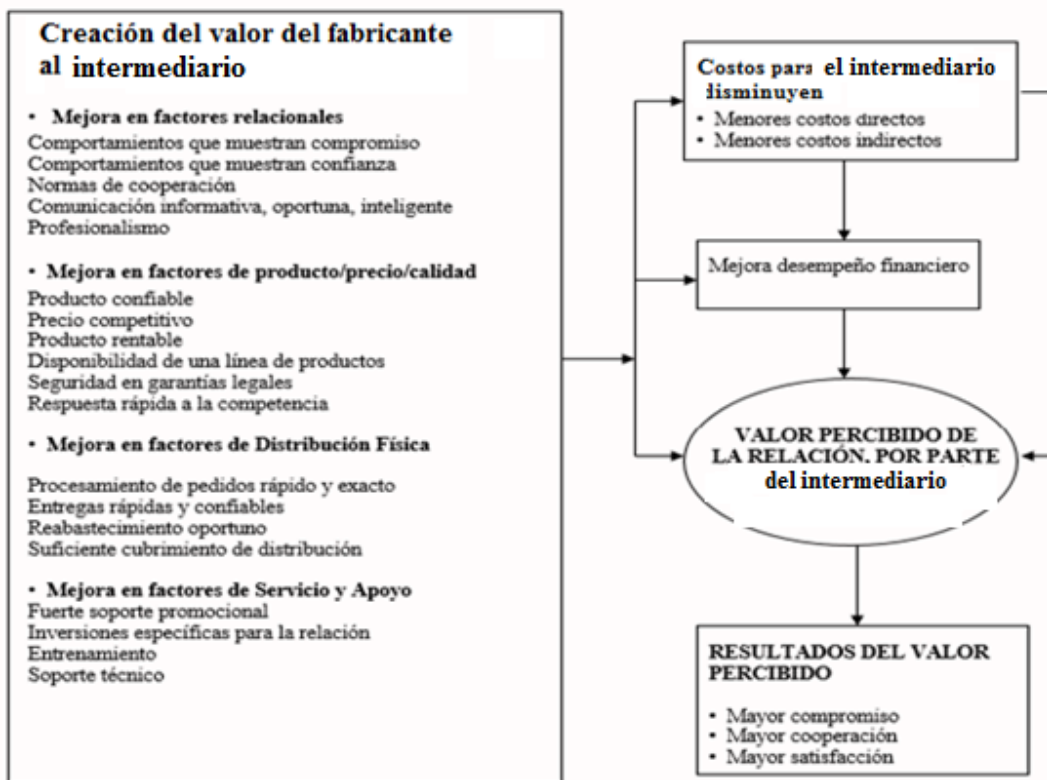 Creación del valor del fabricante
al intermediario
• Mejora en factores relacionales
Comportamientos que muestran compromiso
Comportamientos que muestran confianza
Normas de cooperación
Comunicación informativa, oportuna, inteligente
Profesionalismo
• Mejora en factores de producto/precio/calidad
Producto confiable
Precio competitivo
Producto rentable
Disponibilidad de una línea de productos
Seguridad en garantías legales
Respuesta rápida a la competencia
• Mejora en factores de Distribución Física
Procesamiento de pedidos rápido y exacto
Entregas rápidas y confiables
Reabastecimiento oportuno
Suficiente cubrimiento de distribución
• Mejora en factores de Servicio y Apoyo
Fuerte soporte promocional
Inversiones específicas para la relación
Entrenamiento
Soporte técnico
Costos para el intermediario
disminuyen
• Menores costos directos
• Menores costos indirectos
Mejora desempeño financiero
VALOR PERCIBIDO DE
LA RELACIÓN. POR PARTE
del intermediario
RESULTADOS DEL VALOR
PERCIBIDO
• Mayor compromiso
• Mayor cooperación
• Mayor satisfacción